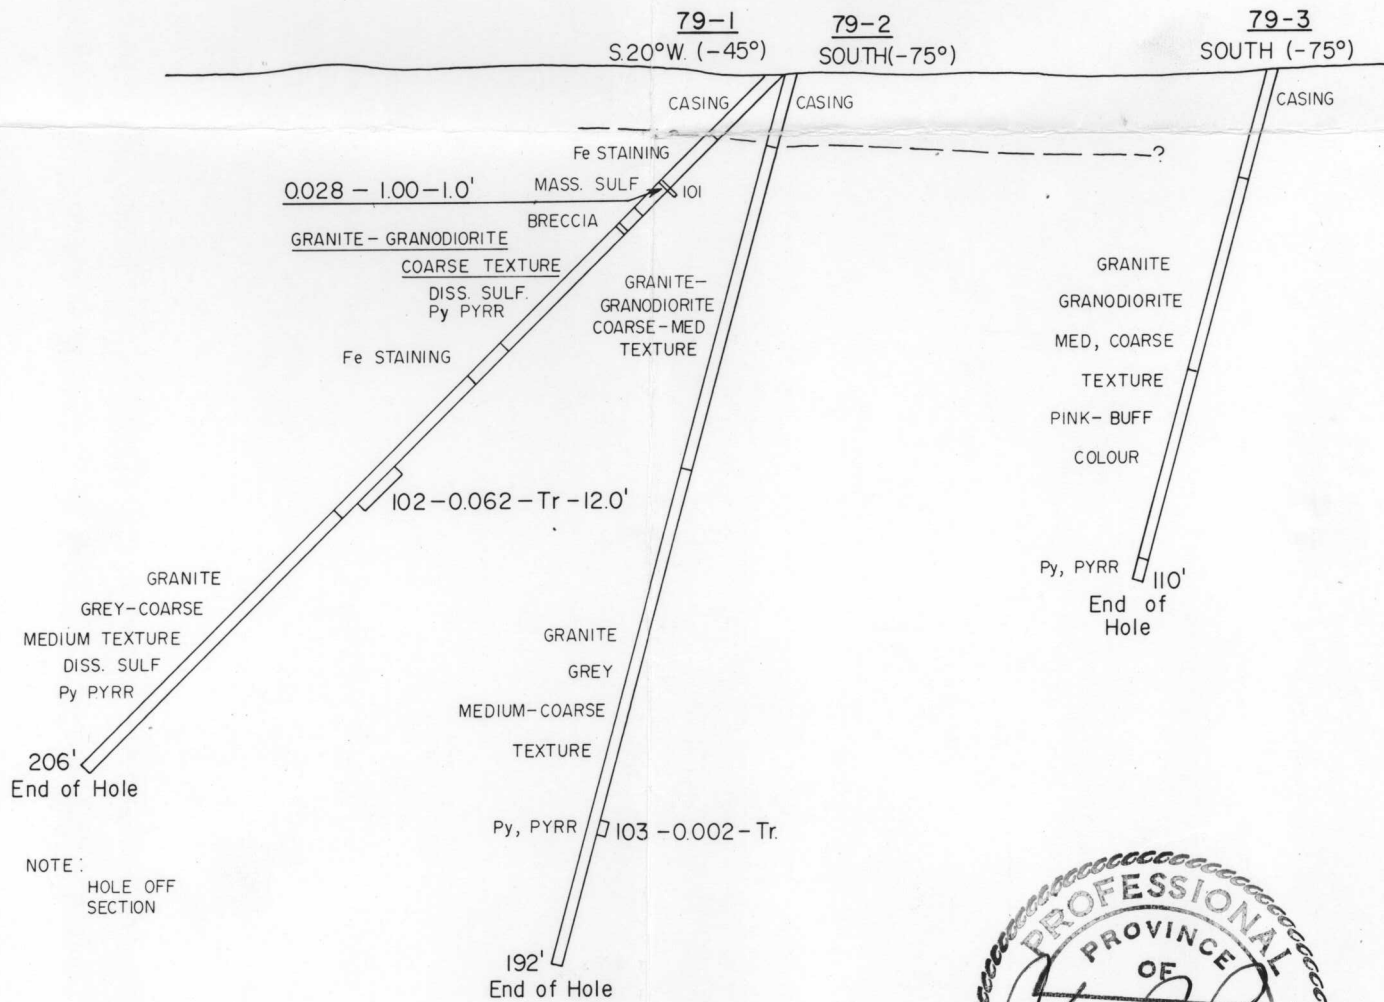 79-1
S.20°W. (-45°)
79-2
SOUTH(-75°)
79-3
SOUTH (-75°)
CASING
CASING
CASING
Fe STAINING
?
MASS. SULF
101
0.028 - 1.00 - 1.0'
BRECCIA
GRANITE - GRANODIORITE
COARSE TEXTURE
DISS. SULF.
Py PYRR
Fe STAINING
GRANITE-
GRANODIORITE
COARSE-MED
TEXTURE
GRANITE
GRANODIORITE
MED, COARSE
TEXTURE
PINK- BUFF
COLOUR
102-0.062-Tr-12.0'
Py, PYRR
110'
End of
Hole
GRANITE
GREY-COARSE
MEDIUM TEXTURE
DISS. SULF
Py PYRR
206'
End of Hole
GRANITE
GREY
MEDIUM-COARSE
TEXTURE
Py, PYRR
103-0.002-Tr.
NOTE:
HOLE OFF
SECTION
192'
End of Hole
PROFESSIONAL
PROVINCE
OF